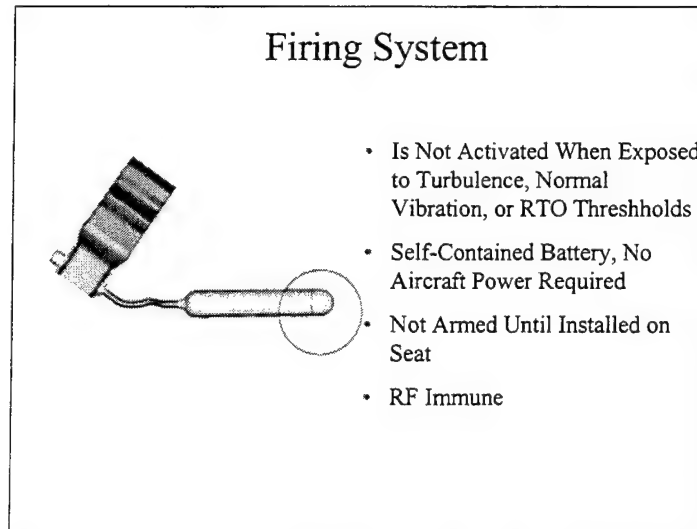 Firing System
• Is Not Activated When Exposed
to Turbulence, Normal
Vibration, or RTO Threshholds
• Self-Contained Battery, No
Aircraft Power Required
• Not Armed Until Installed on
Seat
• RF Immune